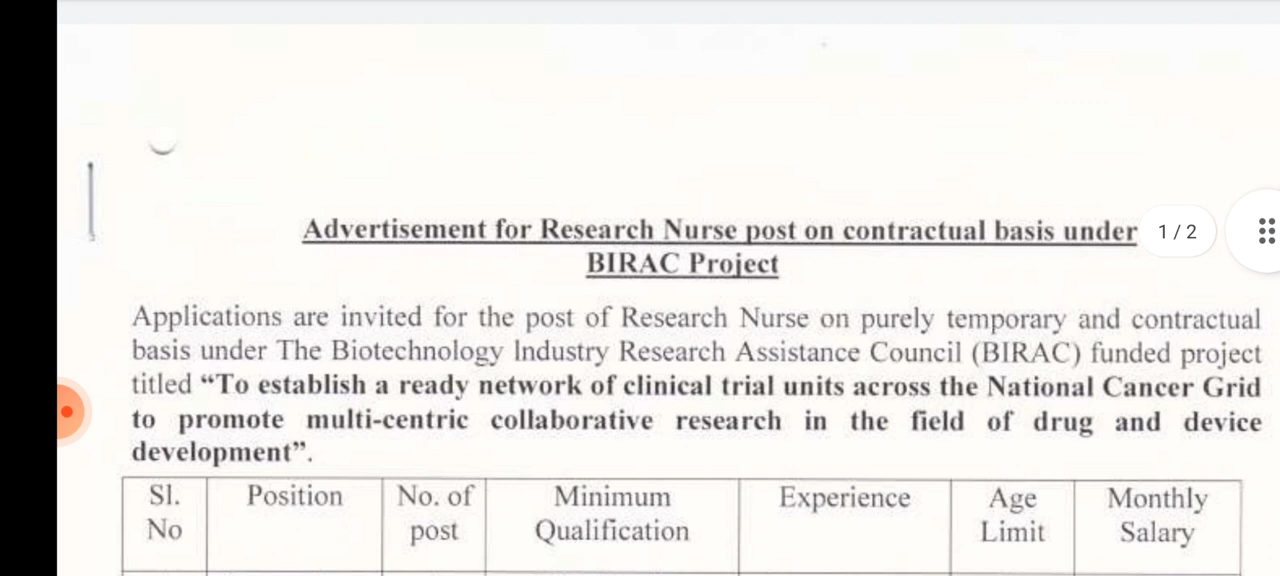 Advertisement for Research Nurse post on contractual basis under
1 / 2
BIRAC Project
Applications are invited for the post of Research Nurse on purely temporary and contractual
basis under The Biotechnology Industry Research Assistance Council (BIRAC) funded project
titled “To establish a ready network of clinical trial units across the National Cancer Grid
to promote multi-centric collaborative research in the field of drug and device
development”.
Sl. No Position No. of post Minimum Qualification Experience Age Limit Monthly Salary